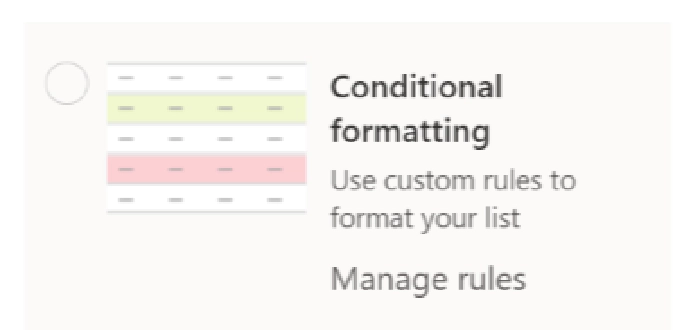 Conditional
formatting
Use custom rules to
format your list
Manage rules